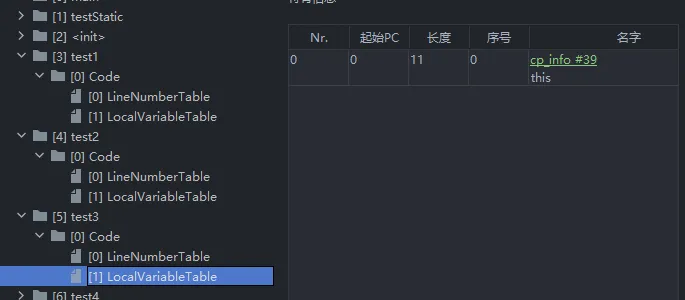 [1] testStatic
[2] <init>
[3] test1
[0] Code
[0] LineNumberTable
[1] LocalVariableTable
[4] test2
[0] Code
[0] LineNumberTable
[1] LocalVariableTable
[5] test3
[0] Code
[0] LineNumberTable
[1] LocalVariableTable
[6] test4
Nr. 起始PC 长度 序号 名字
0 0 11 0 cp_info #39
this